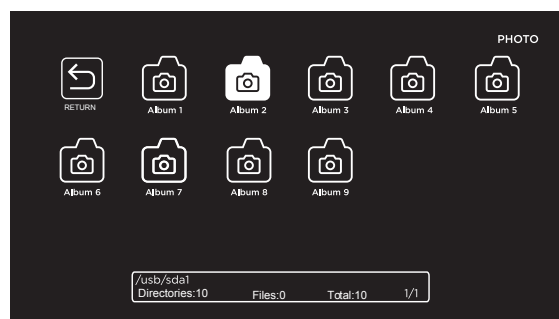 PHOTO
RETURN
Album 1
Album 2
Album 3
Album 4
Album 5
Album 6
Album 7
Album 8
Album 9
/usb/sda1
Directories:10 Files:0 Total:10 1/1